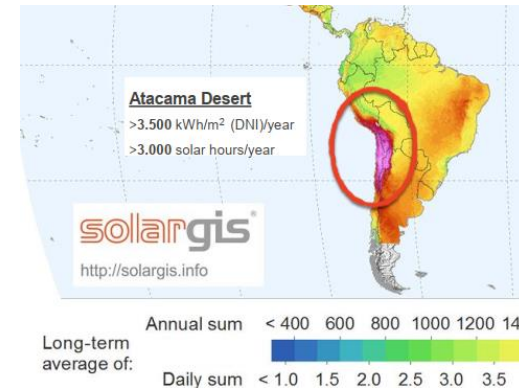 Atacama Desert
>3.500 kWh/m² (DNI)/year
>3.000 solar hours/year
solargis
http://solargis.info
Annual sum < 400 600 800 1000 1200 14
Long-term
average of:
Daily sum < 1.0 1.5 2.0 2.5 3.0 3.5